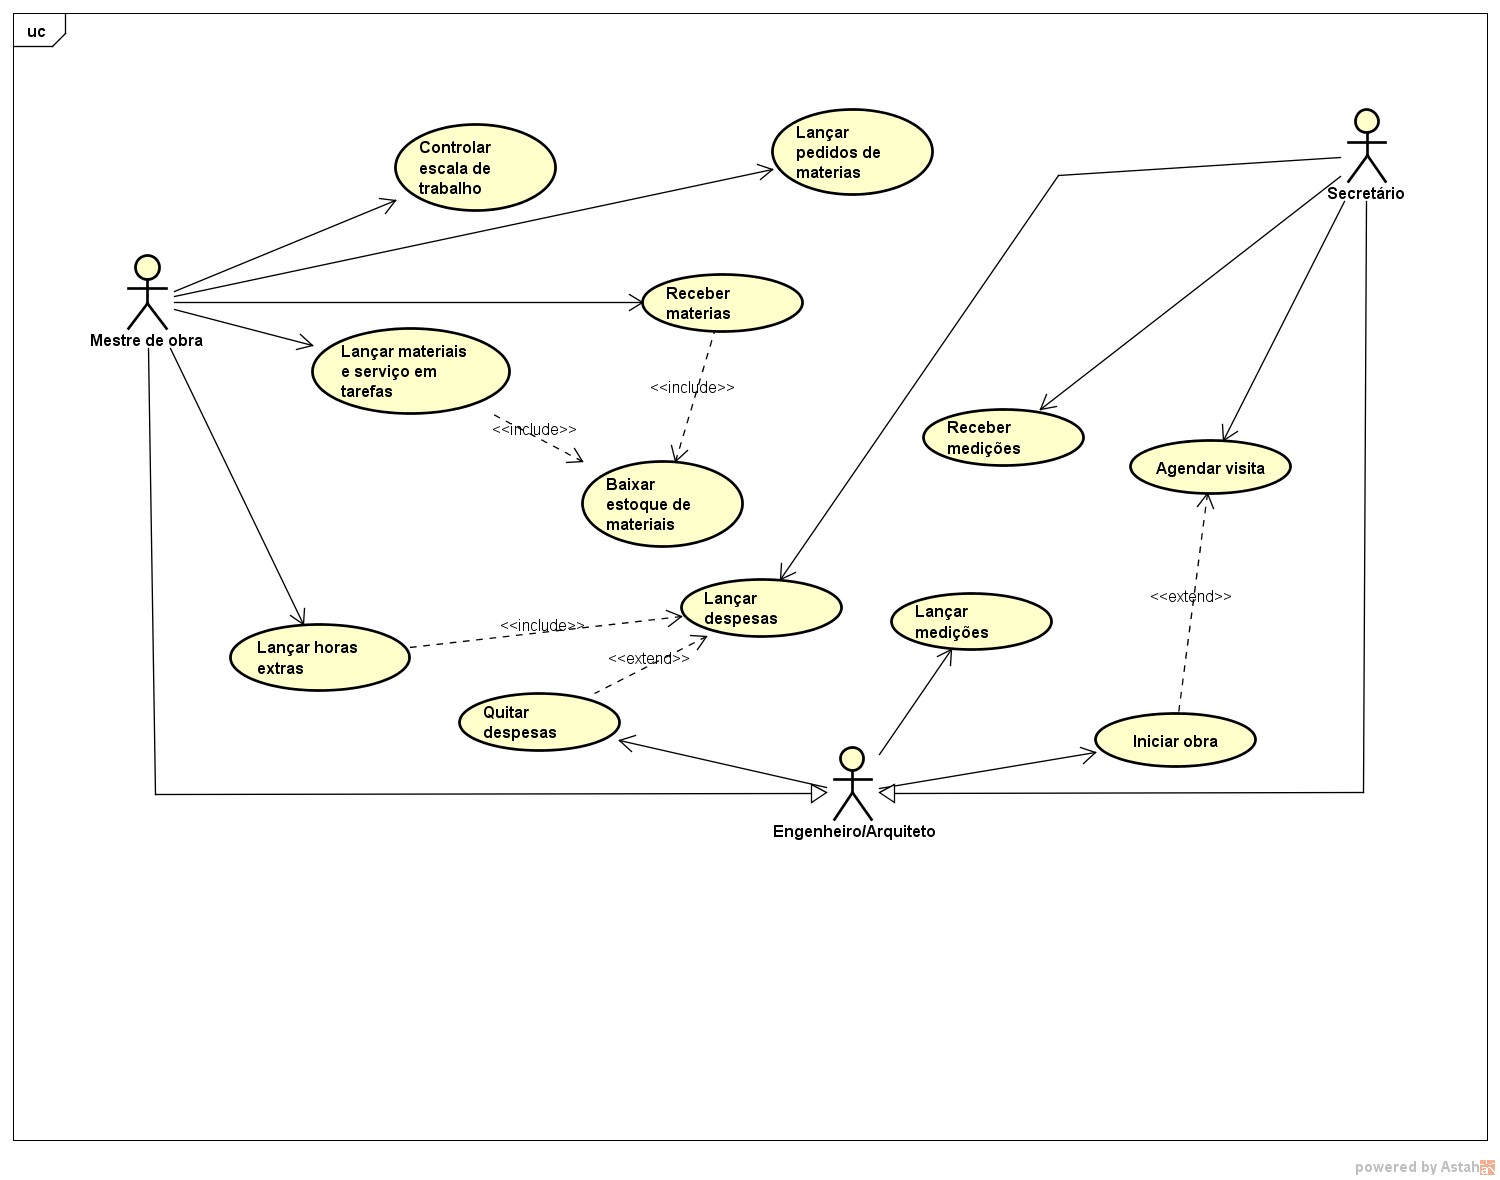 uc
Controlar
escala de
trabalho
Lançar
pedidos de
materias
Secretário
Mestre de obra
Receber
materias
Lançar materiais
e serviço em
tarefas
<<include>>
<<include>>
Receber
medições
Agendar visita
Baixar
estoque de
materiais
Lançar
despesas
Lançar
medições
<<extend>>
Lançar horas
extras
<<include>>
<<extend>>
Quitar
despesas
Iniciar obra
Engenheiro/Arquiteto
powered by Astah